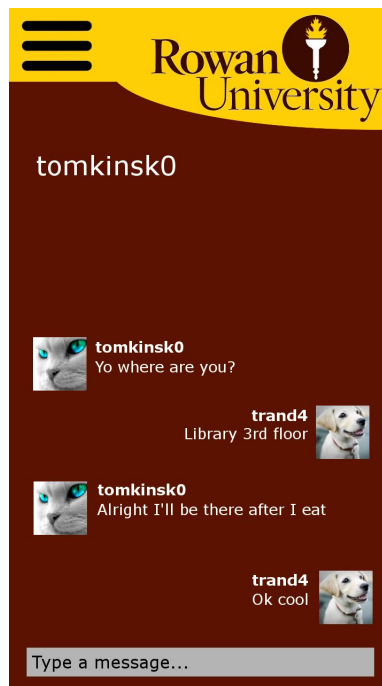 Rowan
University
tomkinsk0
tomkinsk0
Yo where are you?
trand4
Library 3rd floor
tomkinsk0
Alright I'll be there after I eat
trand4
Ok cool
Type a message...